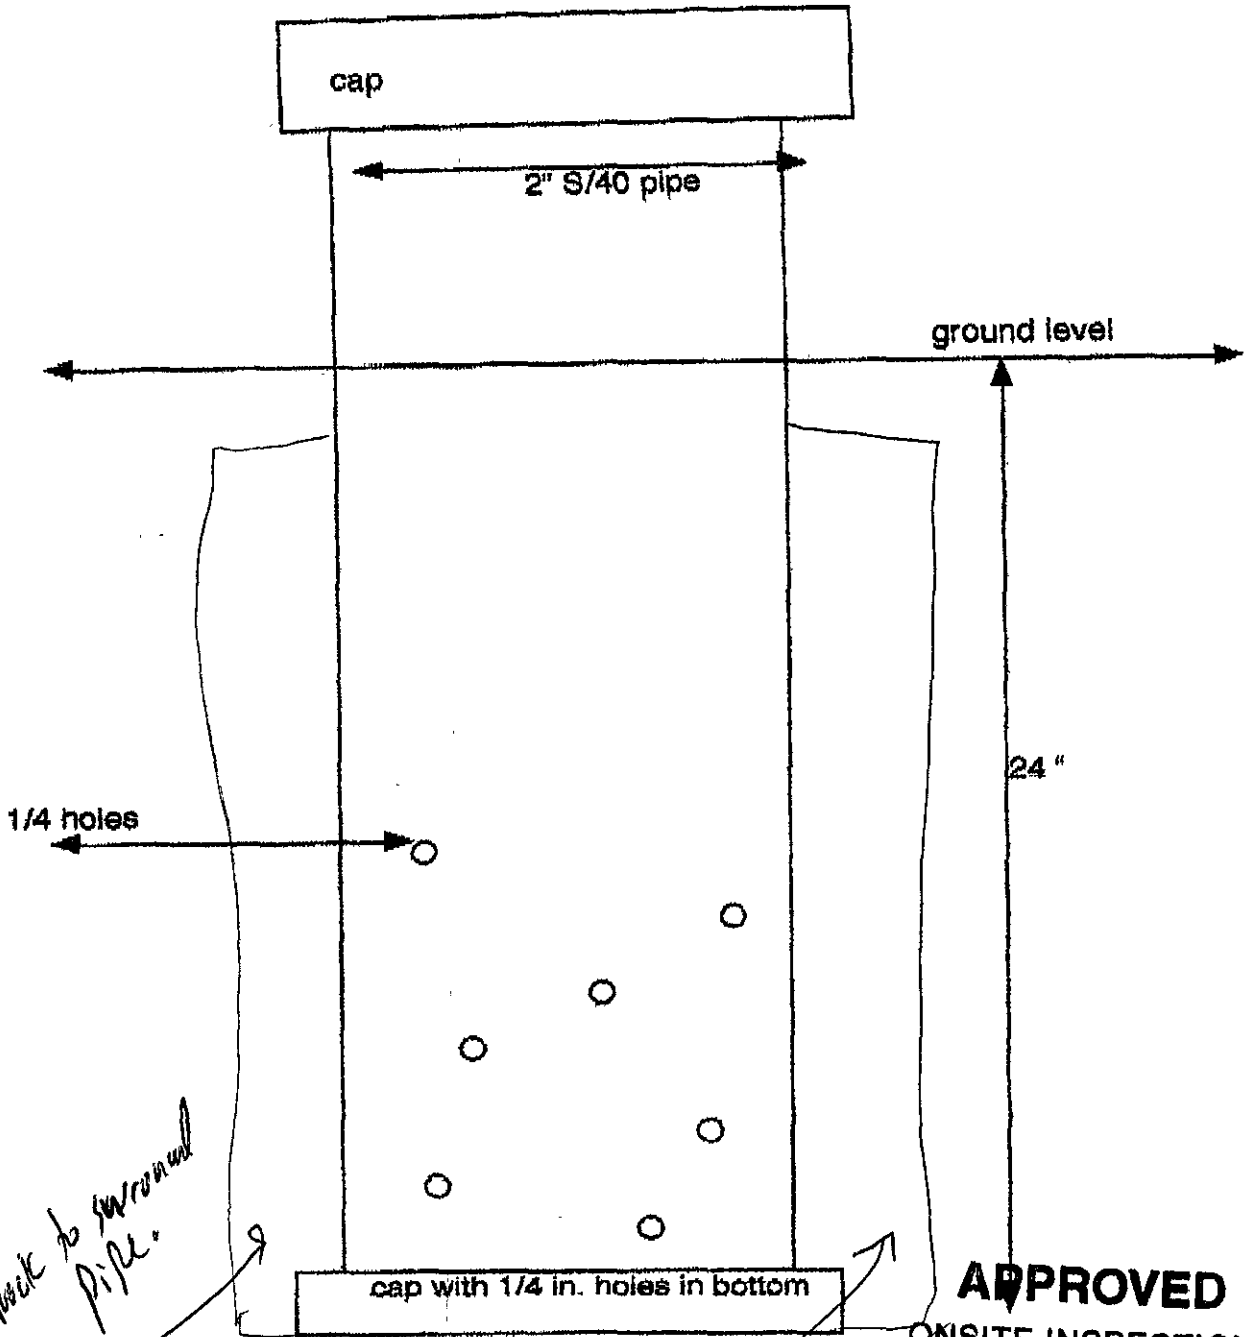 cap
2" S/40 pipe
ground level
24 "
1/4 holes
to surround
pipe.
cap with 1/4 in. holes in bottom
APPROVED
ONSITE INSPECTION